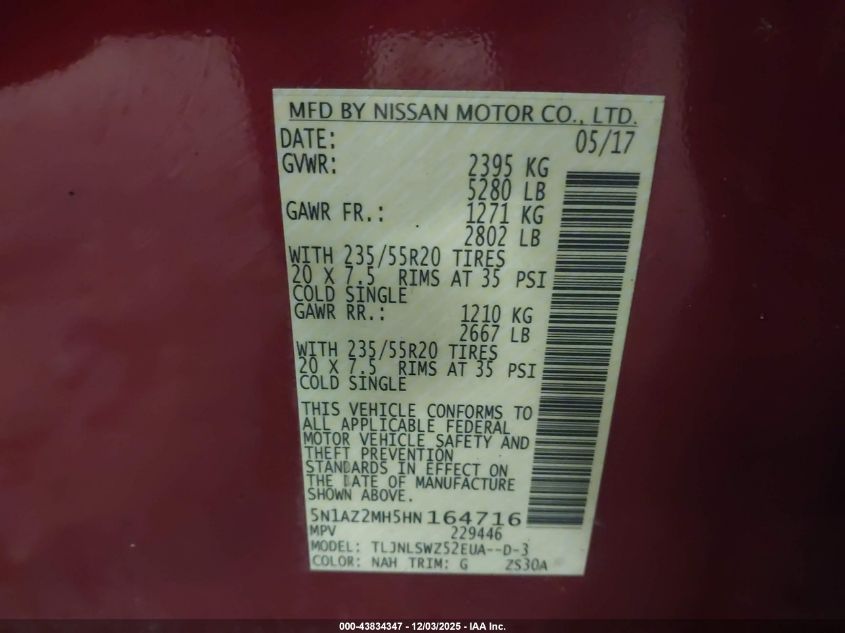 MFD BY NISSAN MOTOR CO., LTD.
DATE: 05/17
GVWR: 2395 KG
5280 LB
GAWR FR.: 1271 KG
2802 LB
WITH 235/55R20 TIRES
20 X 7.5 RIMS AT 35 PSI
COLD SINGLE
GAWR RR.: 1210 KG
2667 LB
WITH 235/55R20 TIRES
20 X 7.5 RIMS AT 35 PSI
COLD SINGLE
THIS VEHICLE CONFORMS TO
ALL APPLICABLE FEDERAL
MOTOR VEHICLE SAFETY AND
THEFT PREVENTION
STANDARDS IN EFFECT ON
THE DATE OF MANUFACTURE
SHOWN ABOVE.
5N1AZ2MH5HN164716
MPV 229446
MODEL: TLJNLSWZ52EUA--D-3
COLOR: NAH TRIM: G ZS30A
000-43834347 - 12/03/2025 - IAA Inc.